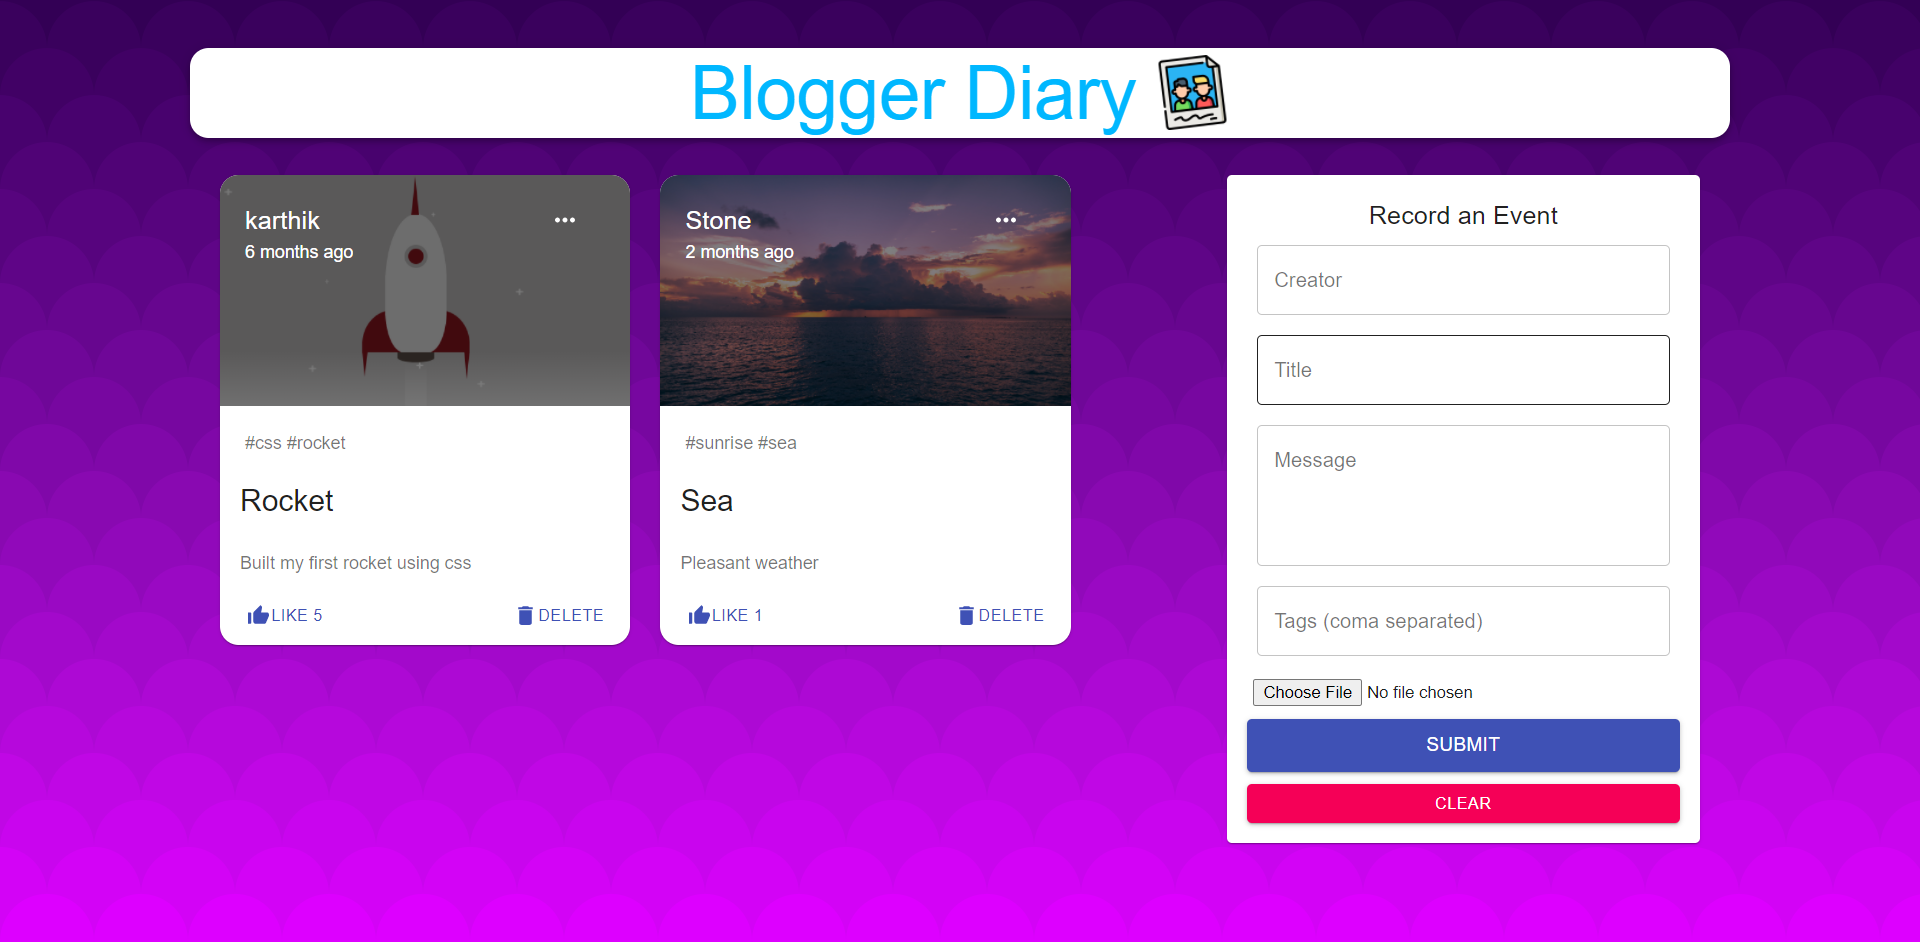 Blogger Diary
karthik
6 months ago
#css #rocket
Rocket
Built my first rocket using css
LIKE 5
DELETE
Stone
2 months ago
#sunrise #sea
Sea
Pleasant weather
LIKE 1
DELETE
Record an Event
Creator
Title
Message
Tags (coma separated)
Choose File No file chosen
SUBMIT
CLEAR